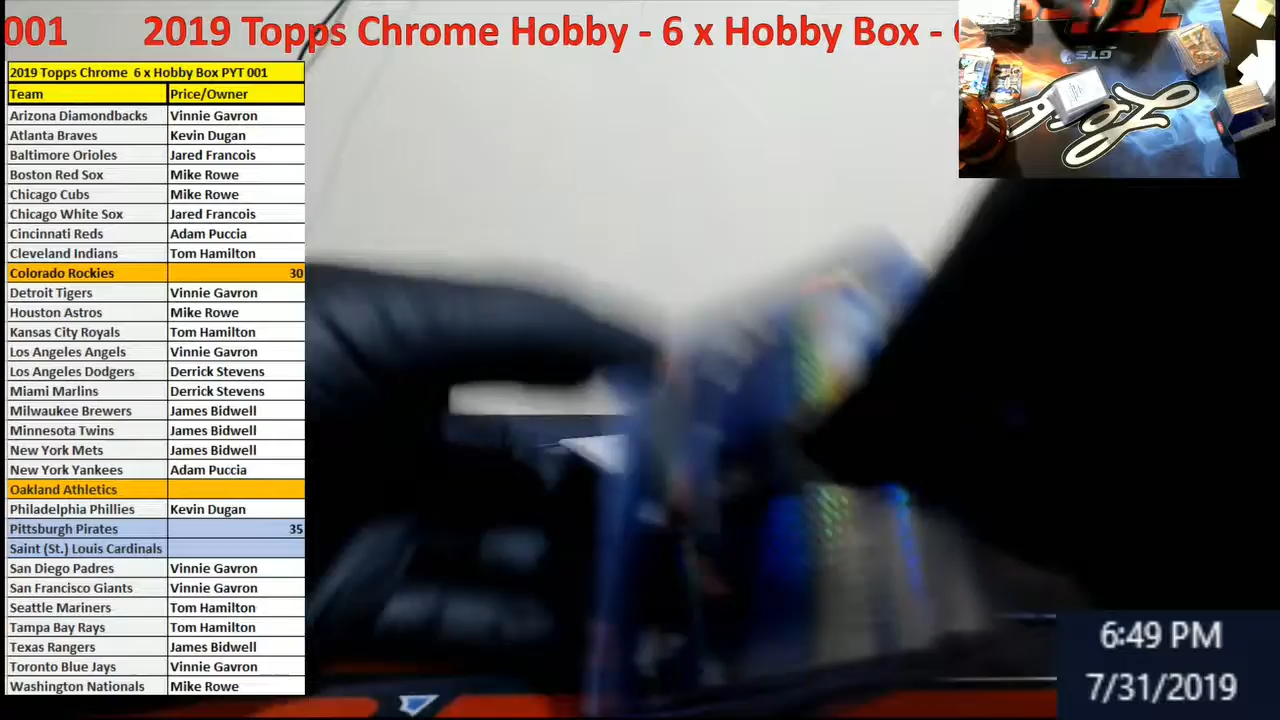 001 2019 Topps Chrome Hobby - 6 x Hobby Box -
2019 Topps Chrome 6 x Hobby Box PYT 001
Team Price/Owner
Arizona Diamondbacks Vinnie Gavron
Atlanta Braves Kevin Dugan
Baltimore Orioles Jared Francois
Boston Red Sox Mike Rowe
Chicago Cubs Mike Rowe
Chicago White Sox Jared Francois
Cincinnati Reds Adam Puccia
Cleveland Indians Tom Hamilton
Colorado Rockies 30
Detroit Tigers Vinnie Gavron
Houston Astros Mike Rowe
Kansas City Royals Tom Hamilton
Los Angeles Angels Vinnie Gavron
Los Angeles Dodgers Derrick Stevens
Miami Marlins Derrick Stevens
Milwaukee Brewers James Bidwell
Minnesota Twins James Bidwell
New York Mets James Bidwell
New York Yankees Adam Puccia
Oakland Athletics
Philadelphia Phillies Kevin Dugan
Pittsburgh Pirates 35
Saint (St.) Louis Cardinals
San Diego Padres Vinnie Gavron
San Francisco Giants Vinnie Gavron
Seattle Mariners Tom Hamilton
Tampa Bay Rays Tom Hamilton
Texas Rangers James Bidwell
Toronto Blue Jays Vinnie Gavron
Washington Nationals Mike Rowe
GTS
6:49 PM
7/31/2019